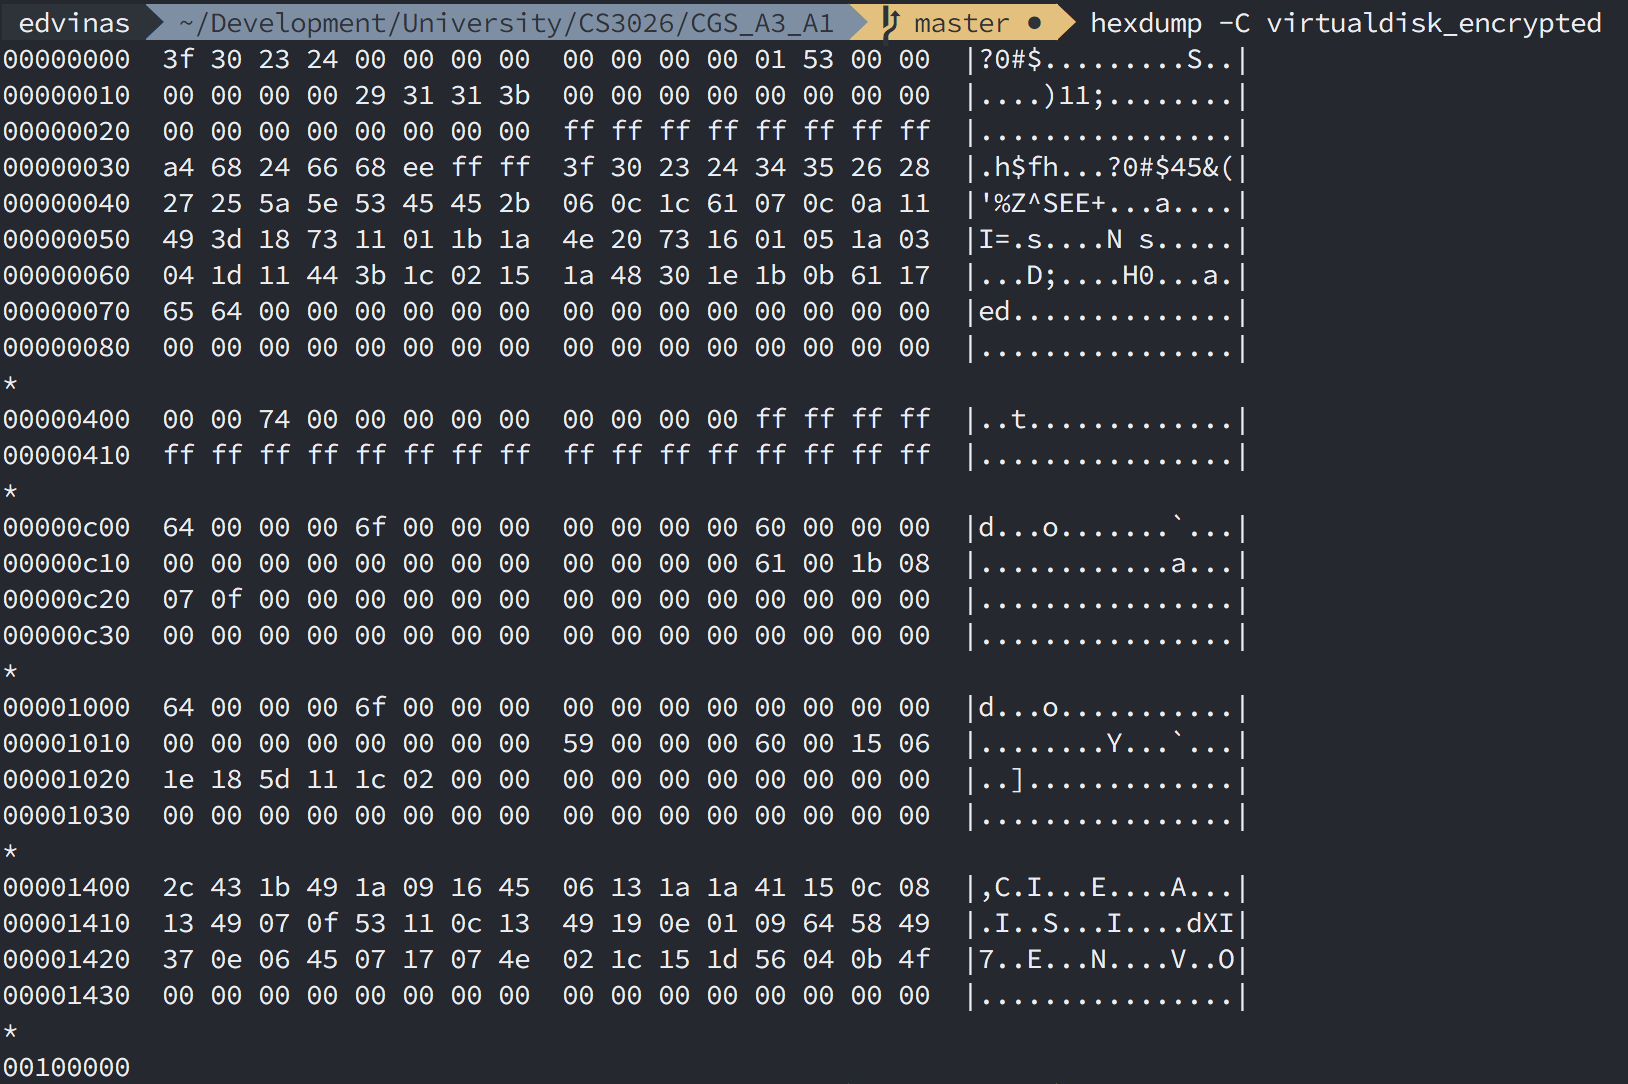 edvinas ~/Development/University/CS3026/CGS_A3_A1 master ● hexdump -C virtualdisk_encrypted
00000000  3f 30 23 24 00 00 00 00  00 00 00 00 01 53 00 00  |?0#$.........S..|
00000010  00 00 00 00 29 31 31 3b  00 00 00 00 00 00 00 00  |....)11;........|
00000020  00 00 00 00 00 00 00 00  ff ff ff ff ff ff ff ff  |................|
00000030  a4 68 24 66 68 ee ff ff  3f 30 23 24 34 35 26 28  |.h$fh...?0#$45&(|
00000040  27 25 5a 5e 53 45 45 2b  06 0c 1c 61 07 0c 0a 11  |'%Z^SEE+...a....|
00000050  49 3d 18 73 11 01 1b 1a  4e 20 73 16 01 05 1a 03  |I=.s....N s.....|
00000060  04 1d 11 44 3b 1c 02 15  1a 48 30 1e 1b 0b 61 17  |...D;....H0...a.|
00000070  65 64 00 00 00 00 00 00  00 00 00 00 00 00 00 00  |ed..............|
00000080  00 00 00 00 00 00 00 00  00 00 00 00 00 00 00 00  |................|
*
00000400  00 00 74 00 00 00 00 00  00 00 00 00 ff ff ff ff  |..t.............|
00000410  ff ff ff ff ff ff ff ff  ff ff ff ff ff ff ff ff  |................|
*
00000c00  64 00 00 00 6f 00 00 00  00 00 00 00 60 00 00 00  |d...o.......`...|
00000c10  00 00 00 00 00 00 00 00  00 00 00 00 61 00 1b 08  |............a...|
00000c20  07 0f 00 00 00 00 00 00  00 00 00 00 00 00 00 00  |................|
00000c30  00 00 00 00 00 00 00 00  00 00 00 00 00 00 00 00  |................|
*
00001000  64 00 00 00 6f 00 00 00  00 00 00 00 00 00 00 00  |d...o...........|
00001010  00 00 00 00 00 00 00 00  59 00 00 00 60 00 15 06  |........Y...`...|
00001020  1e 18 5d 11 1c 02 00 00  00 00 00 00 00 00 00 00  |..].............|
00001030  00 00 00 00 00 00 00 00  00 00 00 00 00 00 00 00  |................|
*
00001400  2c 43 1b 49 1a 09 16 45  06 13 1a 1a 41 15 0c 08  |,C.I...E....A...|
00001410  13 49 07 0f 53 11 0c 13  49 19 0e 01 09 64 58 49  |.I..S...I....dXI|
00001420  37 0e 06 45 07 17 07 4e  02 1c 15 1d 56 04 0b 4f  |7..E...N....V..O|
00001430  00 00 00 00 00 00 00 00  00 00 00 00 00 00 00 00  |................|
*
00100000